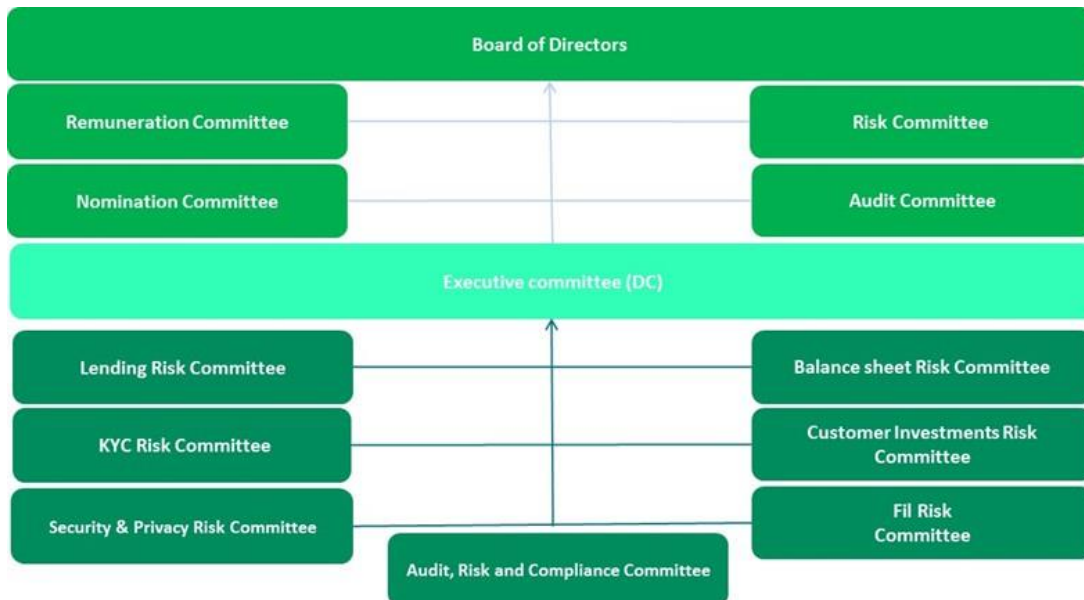 Board of Directors
Remuneration Committee
Risk Committee
Nomination Committee
Audit Committee
Executive committee (DC)
Lending Risk Committee
Balance sheet Risk Committee
KYC Risk Committee
Customer Investments Risk
Committee
Security & Privacy Risk Committee
Fil Risk
Committee
Audit, Risk and Compliance Committee